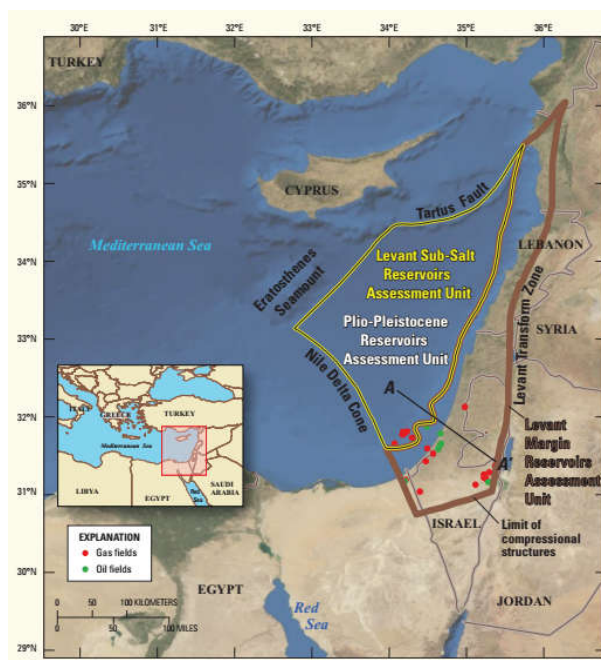 30°E 31°E 32°E 33°E 34°E 35°E 36°E
TURKEY
36°N
35°N
CYPRUS
Tartus Fault
Mediterranean Sea
34°N
Levant Sub-Salt
Reservoirs
Assessment Unit
LEBANON
Eratosthenes
Seamount
Levant Transform Zone
33°N
Plio-Pleistocene
Reservoirs
Assessment Unit
SYRIA
Nile Delta Cone
A
32°N
A'
Levant
Margin
Reservoirs
Assessment
Unit
31°N
ISRAEL
Limit of
compressional
structures
ITALY
GREECE
TURKEY
Mediterranean Sea
LIBYA
EGYPT
Red
Sea
SAUDI
ARABIA
EXPLANATION
Gas fields
Oil fields
30°N
EGYPT
Red
Sea
JORDAN
0 50 100 KILOMETERS
0 50 100 MILES
29°N